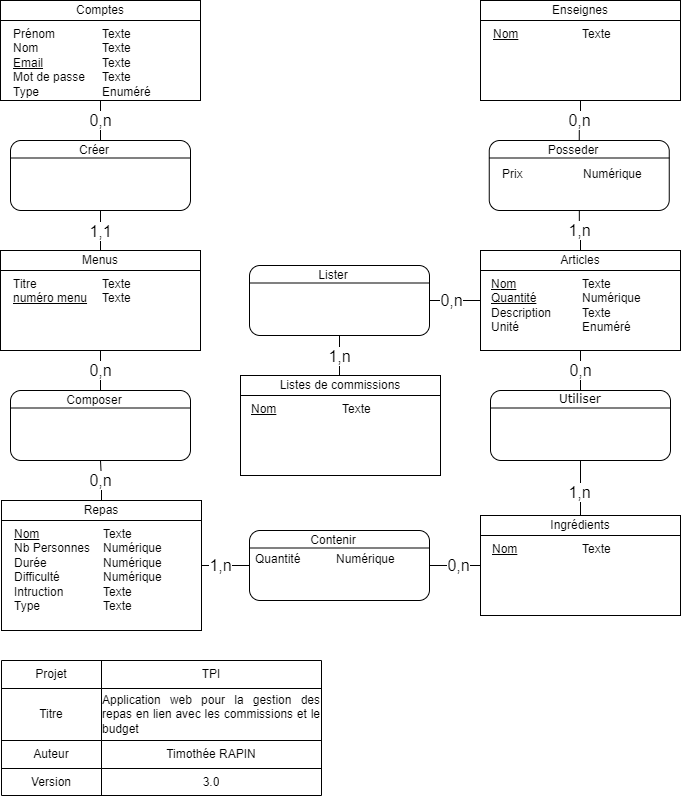 Comptes
Prénom Texte
Nom Texte
Email Texte
Mot de passe Texte
Type Enuméré
0,n
Créer
1,1
Menus
Titre Texte
numéro menu Texte
0,n
Composer
0,n
Repas
Nom Texte
Nb Personnes Numérique
Durée Numérique
Difficulté Numérique
Intruction Texte
Type Texte
1,n
Contenir
Quantité Numérique
0,n
Lister
0,n
1,n
Listes de commissions
Nom Texte
Enseignes
Nom Texte
0,n
Posseder
Prix Numérique
1,n
Articles
Nom Texte
Quantité Numérique
Description Texte
Unité Enuméré
0,n
Utiliser
1,n
Ingrédients
Nom Texte
Projet TPI
Titre Application web pour la gestion des
repas en lien avec les commissions et le
budget
Auteur Timothée RAPIN
Version 3.0